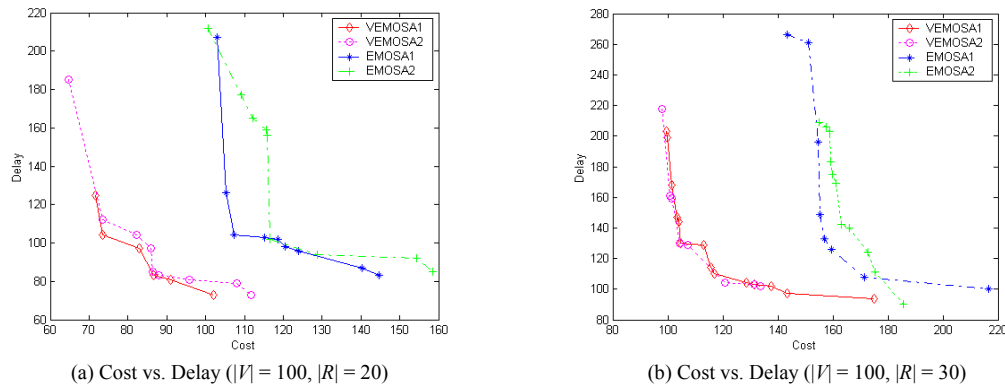 220
200
180
160
140
120
100
80
60
Delay
50
60
70
80
90
100
110
120
130
140
150
160
Cost
VEMOSA1
VEMOSA2
EMOSA1
EMOSA2
(a) Cost vs. Delay (|V| = 100, |R| = 20)
280
260
240
220
200
180
160
140
120
100
80
Delay
80
100
120
140
160
180
200
220
Cost
VEMOSA1
VEMOSA2
EMOSA1
EMOSA2
(b) Cost vs. Delay (|V| = 100, |R| = 30)